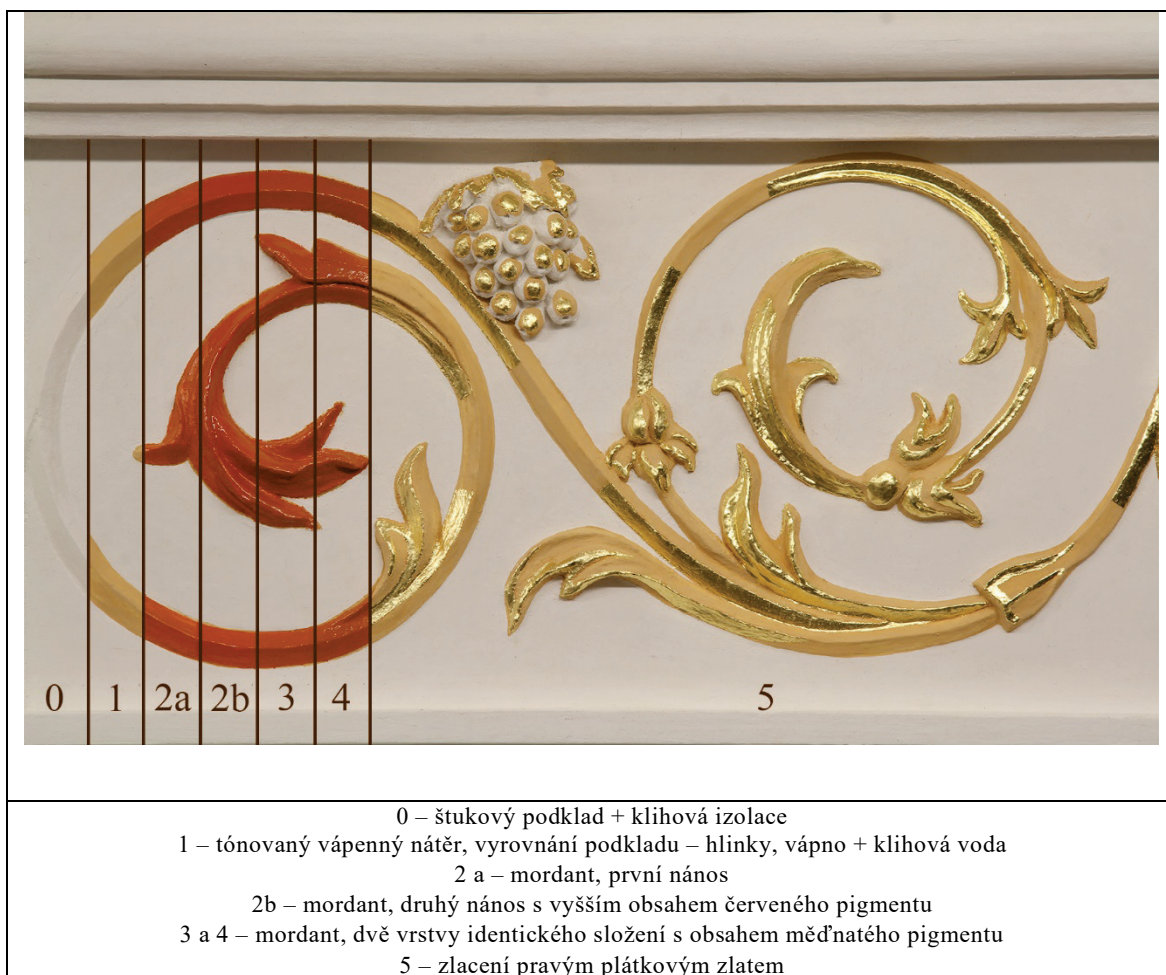 0 1 2a 2b 3 4 5
0 – štukový podklad + klihová izolace
1 – tónovaný vápenný nátěr, vyrovnání podkladu – hlinky, vápno + klihová voda
2 a – mordant, první nános
2b – mordant, druhý nános s vyšším obsahem červeného pigmentu
3 a 4 – mordant, dvě vrstvy identického složení s obsahem měďnatého pigmentu
5 – zlacení pravým plátkovým zlatem